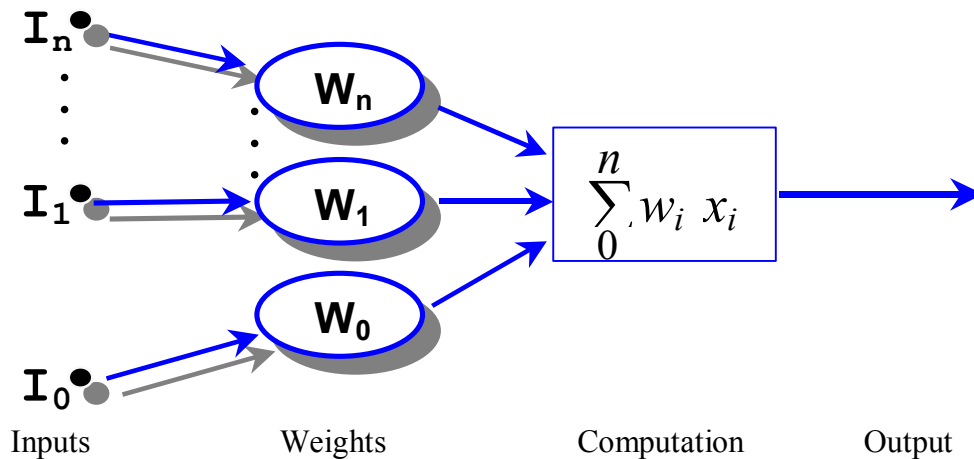 Iₙ
Wₙ
I₁
W₁
n
∑ wᵢ xᵢ
0
W₀
I₀
Inputs Weights Computation Output